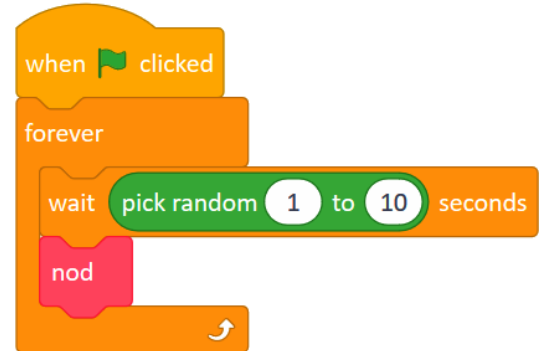 when clicked
forever
wait pick random 1 to 10 seconds
nod